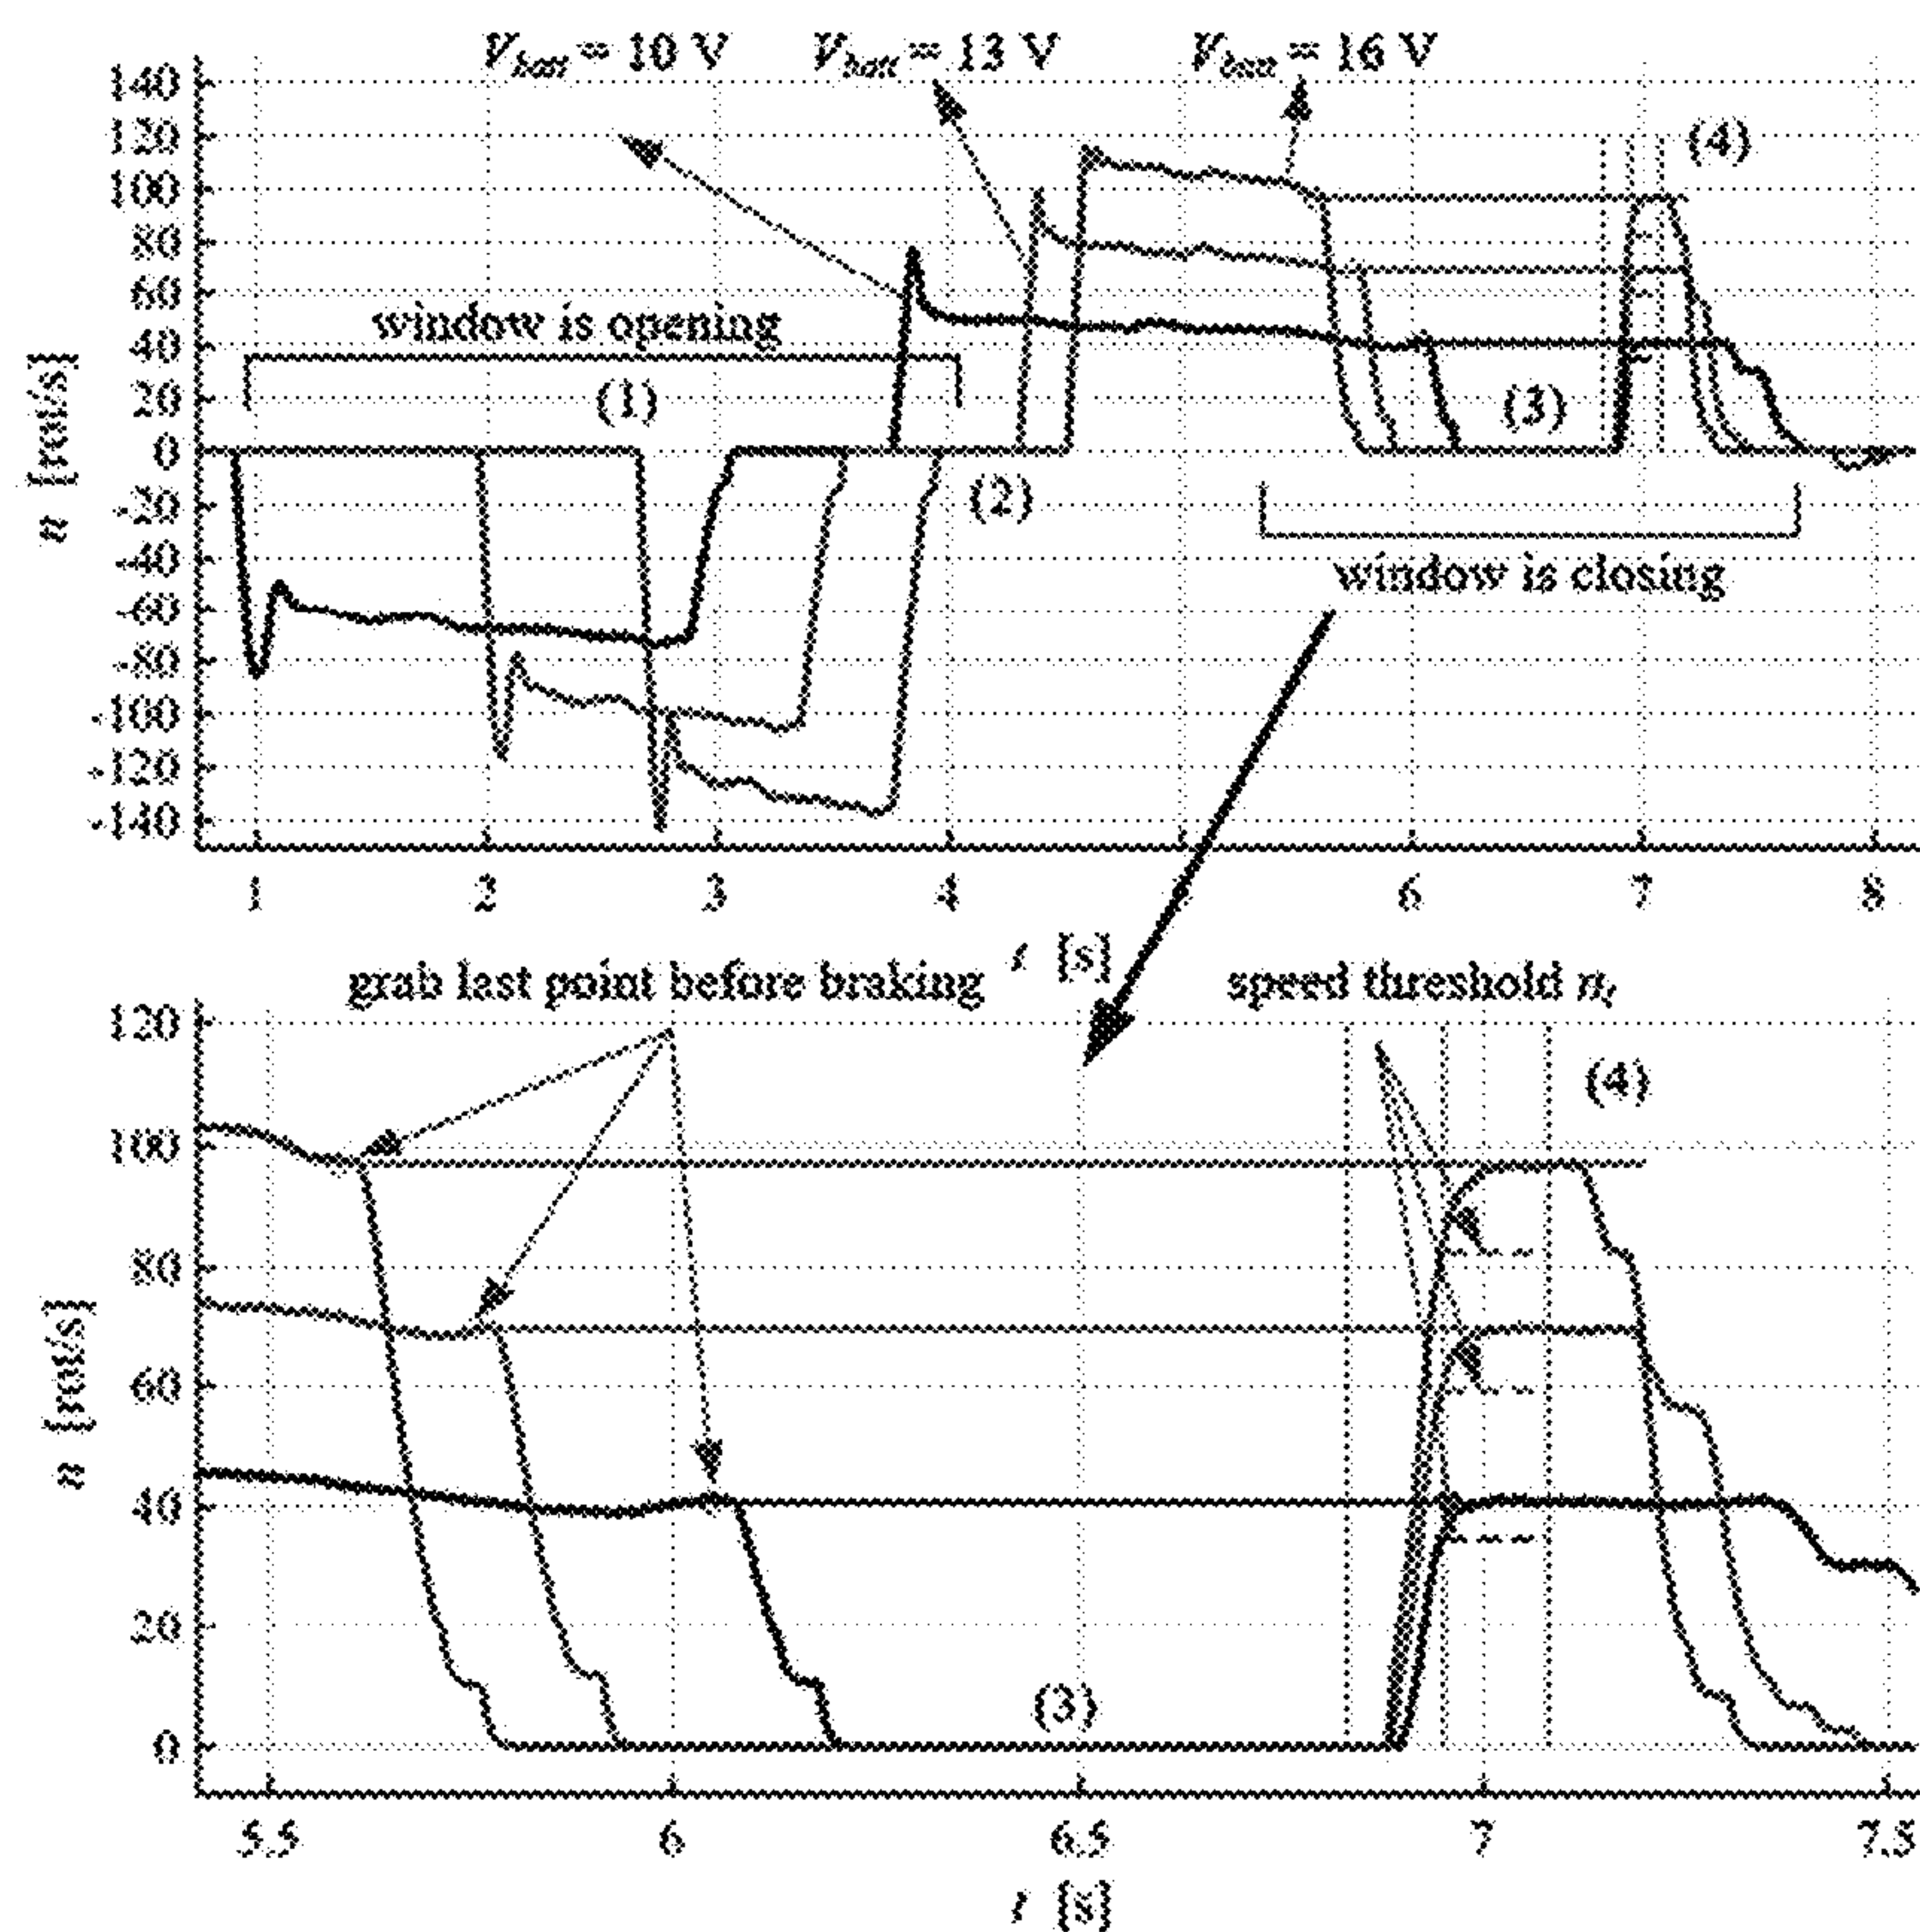 V_batt = 10 V V_batt = 13 V V_batt = 16 V
140
120
100
80
60
40
20
0
-20
-40
-60
-80
-100
-120
-140
n [rad/s]
window is opening
(1)
(2)
(3)
(4)
window is closing
1 2 3 4 6 7 8
t [s]
grab last point before braking
speed threshold n_t
120
100
80
60
40
20
0
n [rad/s]
(4)
(3)
5.5 6 6.5 7 7.5
t [s]